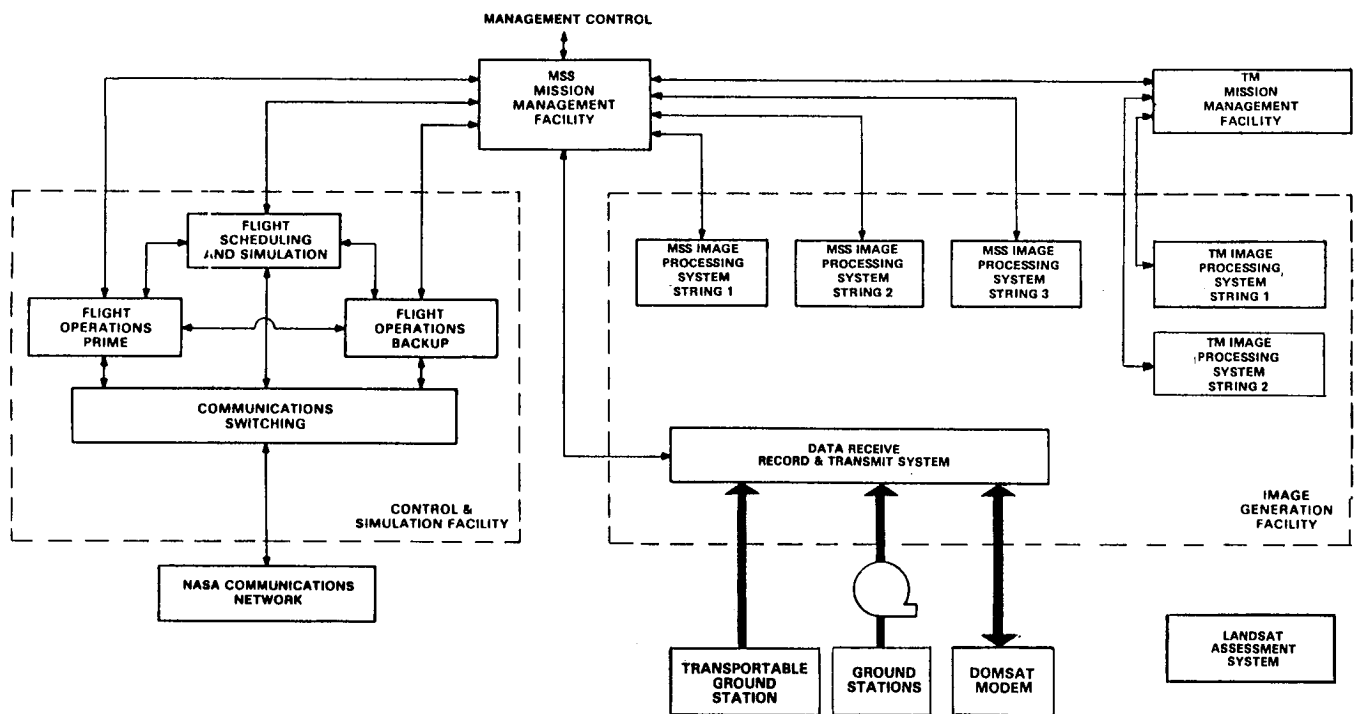 MANAGEMENT CONTROL
MSS
MISSION
MANAGEMENT
FACILITY
TM
MISSION
MANAGEMENT
FACILITY
FLIGHT
SCHEDULING
AND SIMULATION
FLIGHT
OPERATIONS
PRIME
FLIGHT
OPERATIONS
BACKUP
COMMUNICATIONS
SWITCHING
CONTROL &
SIMULATION FACILITY
NASA COMMUNICATIONS
NETWORK
MSS IMAGE
PROCESSING
SYSTEM
STRING 1
MSS IMAGE
PROCESSING
SYSTEM
STRING 2
MSS IMAGE
PROCESSING
SYSTEM
STRING 3
TM IMAGE
PROCESSING
SYSTEM
STRING 1
TM IMAGE
PROCESSING
SYSTEM
STRING 2
DATA RECEIVE
RECORD & TRANSMIT SYSTEM
IMAGE
GENERATION
FACILITY
TRANSPORTABLE
GROUND
STATION
GROUND
STATIONS
DOMSAT
MODEM
LANDSAT
ASSESSMENT
SYSTEM